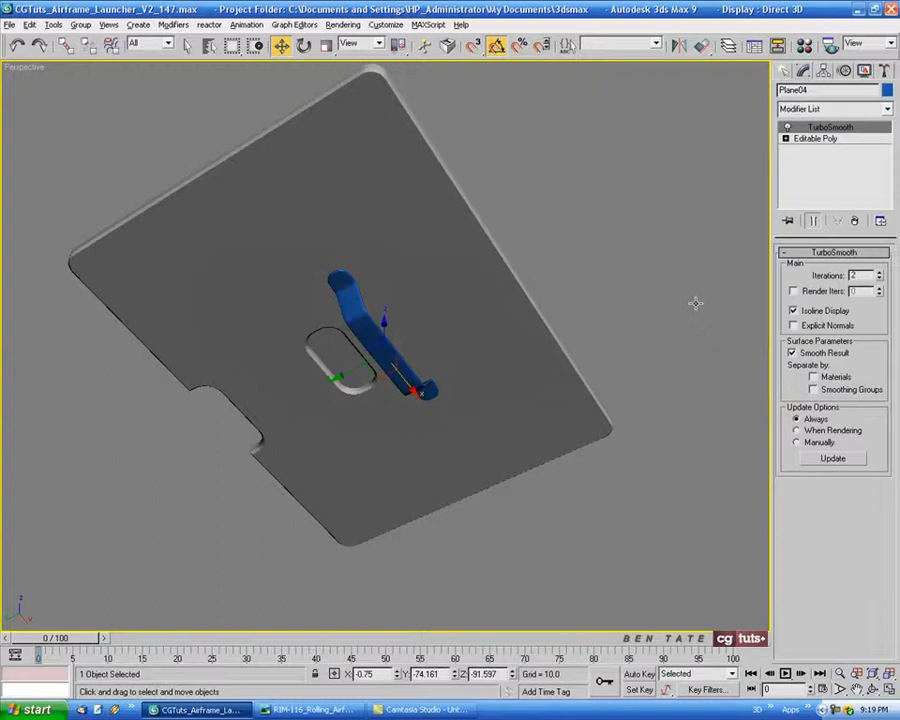 CGTuts_Airframe_Launcher_V2_147.max - Project Folder: C:\Documents and Settings\HP_Administrator\My Documents\3dsmax - Autodesk 3ds Max 9 - Display : Direct 3D
File Edit Tools Group Views Create Modifiers reactor Animation Graph Editors Rendering Customize MAXScript Help
All View View
Perspective
Plane04
Modifier List
TurboSmooth
Editable Poly
TurboSmooth
Main
Iterations: 2
Render Iters: 0
Isoline Display
Explicit Normals
Surface Parameters
Smooth Result
Separate by:
Materials
Smoothing Groups
Update Options
Always
When Rendering
Manually
Update
z
x
z
x
0 / 100
BEN TATE cg tuts+
0 5 10 15 20 25 30 35 40 45 50 55 60 65 70 75 80 85 90 95 100
1 Object Selected X: -0.75 Y: -74.161 Z: -91.597 Grid = 10.0 Auto Key Selected
Click and drag to select and move objects Add Time Tag Set Key Key Filters... 0
start CGTuts_Airframe_La... RIM-116_Rolling_Airf... Camtasia Studio - Unt... 3D Apps 9:19 PM